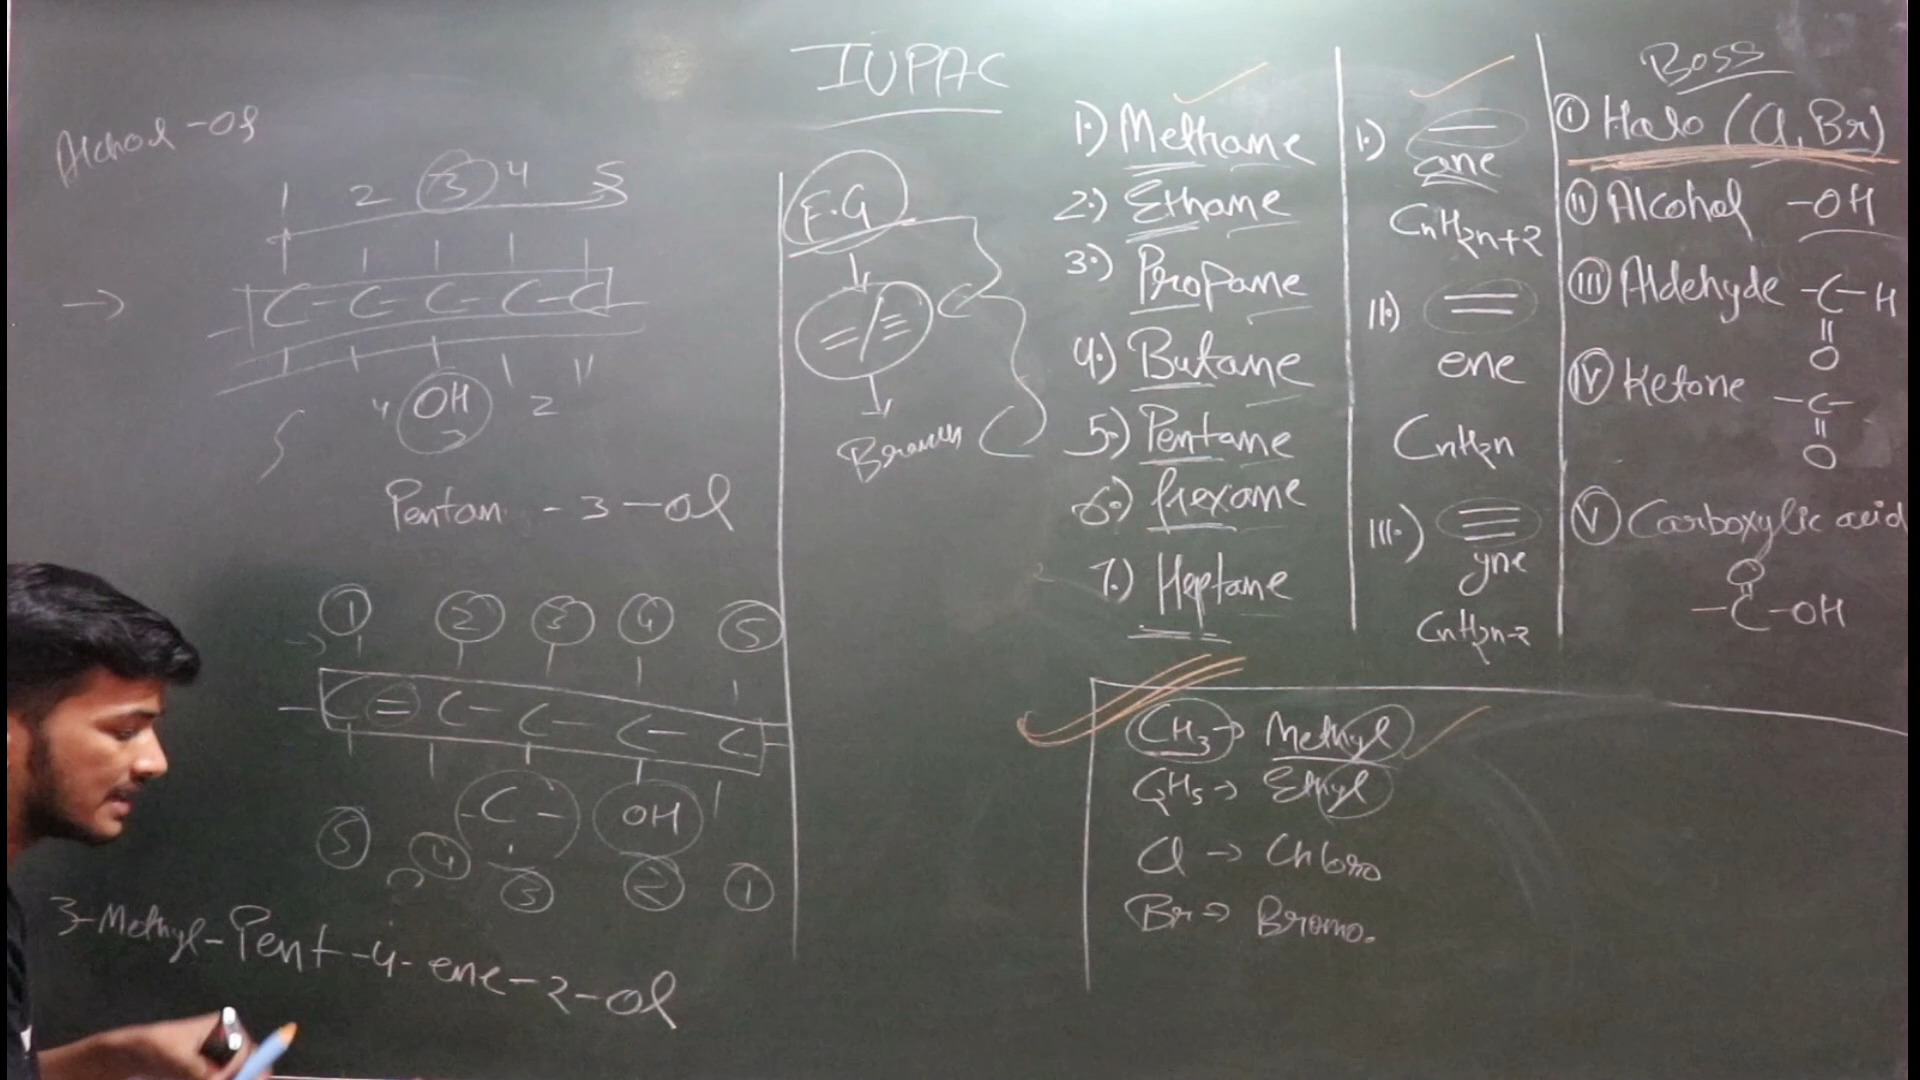 IUPAC
Alchol -Ol
1 2 3 4 5
C - C - C - C - C
5 4 OH 2 1
3
Pentan - 3 - Ol
1 2 3 4 5
C = C - C - C - C
-C- OH
5 4 3 2 1
3-Methyl-Pent-4-ene-2-Ol
F.G
=/≡
1.) Methane
2.) Ethane
3.) Propane
4.) Butane
5.) Pentane
6.) Hexane
7.) Heptane
I.) —
ane
CnH2n+2
II.) =
ene
CnH2n
III.) ≡
yne
CnH2n-2
Boss
I Halo (Cl, Br)
II Alcohol -OH
III Aldehyde -C-H
||
O
IV Ketone -C-
||
O
V Carboxylic acid
O
||
-C-OH
CH3 → Methyl
C2H5 → Ethyl
Cl → Chloro
Br → Bromo.